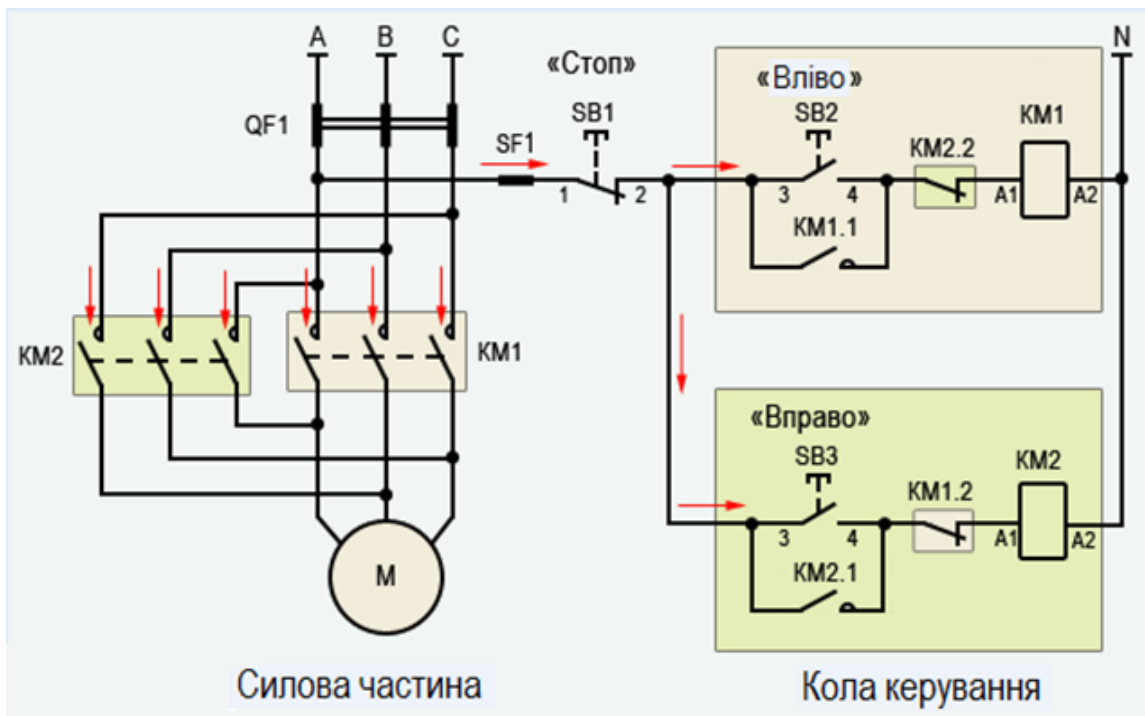 A B C N
«Стоп» «Вліво»
QF1 SF1 SB1 SB2 KM1
KM2.2
1 2 3 4 A1 A2
KM1.1
KM2 KM1
«Вправо»
SB3 KM2
KM1.2
3 4 A1 A2
M KM2.1
Силова частина Кола керування